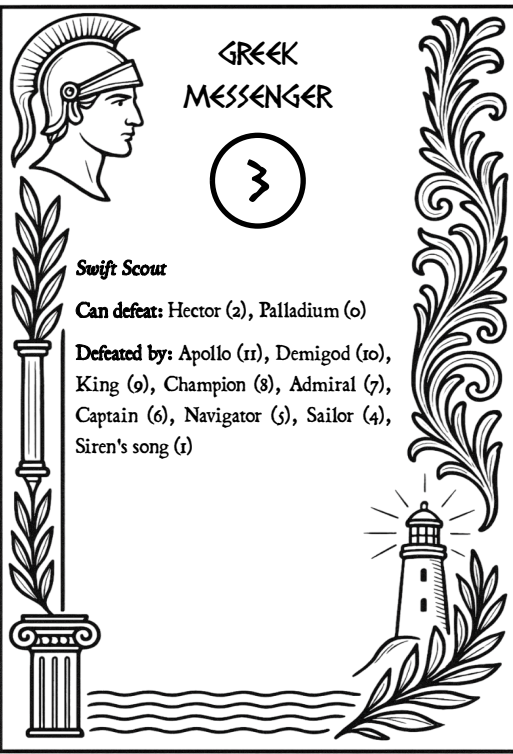 GREEK
MESSENGER
3
Swift Scout
Can defeat: Hector (2), Palladium (0)
Defeated by: Apollo (11), Demigod (10),
King (9), Champion (8), Admiral (7),
Captain (6), Navigator (5), Sailor (4),
Siren's song (1)